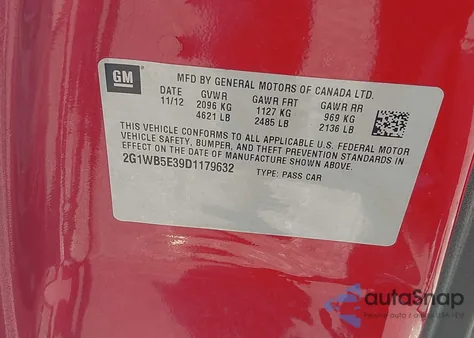 GM
MFD BY GENERAL MOTORS OF CANADA LTD.
DATE GVWR GAWR FRT GAWR RR
11/12 2096 KG 1127 KG 969 KG
4621 LB 2485 LB 2136 LB
THIS VEHICLE CONFORMS TO ALL APPLICABLE U.S. FEDERAL MOTOR
VEHICLE SAFETY, BUMPER, AND THEFT PREVENTION STANDARDS IN
EFFECT ON THE DATE OF MANUFACTURE SHOWN ABOVE.
2G1WB5E39D1179632 TYPE: PASS CAR
autaSnap